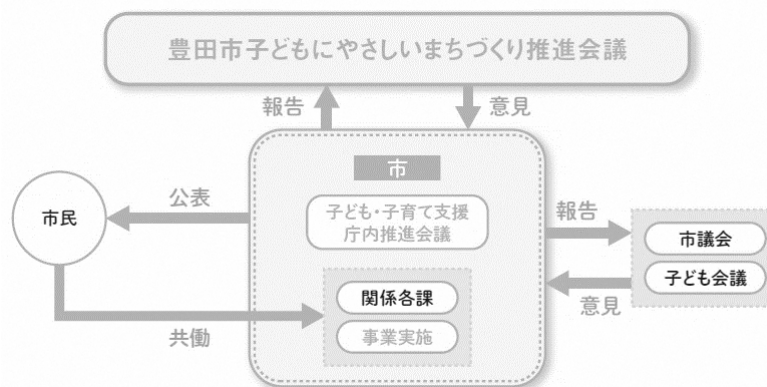 豊田市子どもにやさしいまちづくり推進会議
報告
意見
市
子ども・子育て支援
庁内推進会議
公表
市民
報告
市議会
子ども会議
意見
関係各課
事業実施
共働